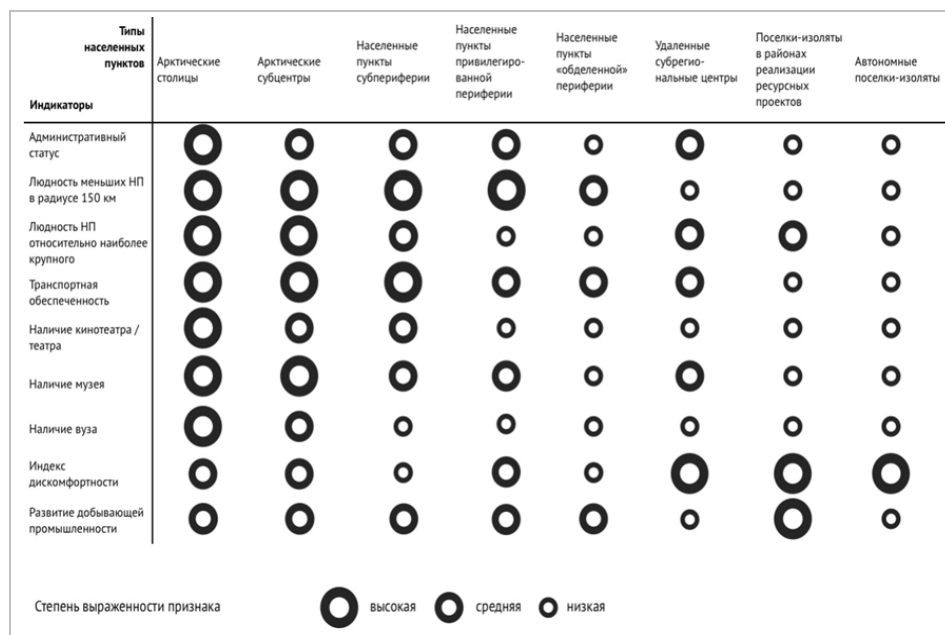 Типы
населенных
пунктов
Индикаторы
Арктические
столицы
Арктические
субцентры
Населенные
пункты
субпериферии
Населенные
пункты
привилегиро-
ванной
периферии
Населенные
пункты
«обделенной»
периферии
Удаленные
субрегио-
нальные центры
Поселки-изоляты
в районах
реализации
ресурсных
проектов
Автономные
поселки-изоляты
Административный
статус
Людность меньших НП
в радиусе 150 км
Людность НП
относительно наиболее
крупного
Транспортная
обеспеченность
Наличие кинотеатра /
театра
Наличие музея
Наличие вуза
Индекс
дискомфортности
Развитие добывающей
промышленности
Степень выраженности признака
высокая
средняя
низкая